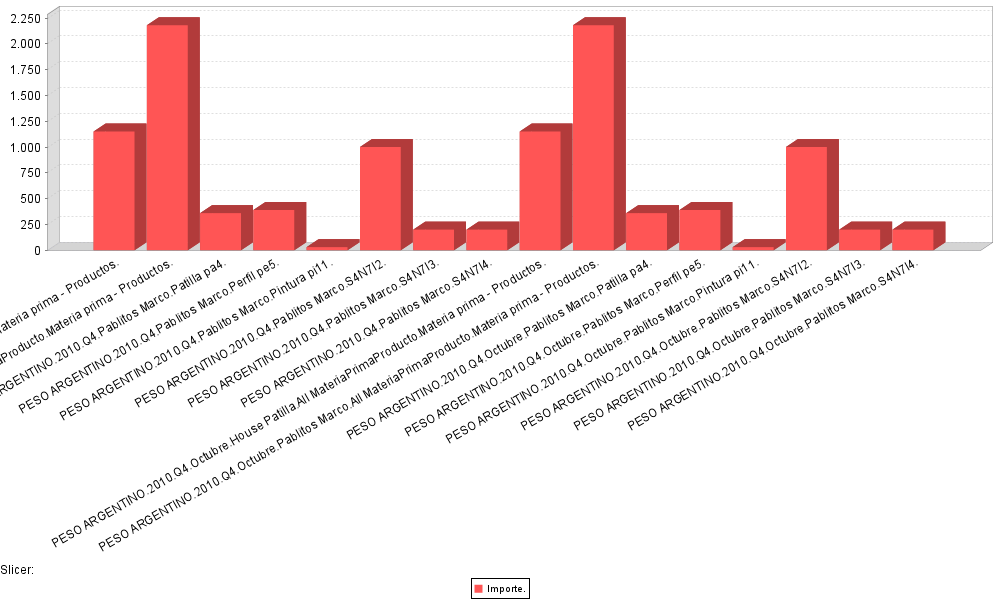 2.250
2.000
1.750
1.500
1.250
1.000
750
500
250
0
prima - Productos.
aProducto.Materia prima - Productos.
ARGENTINO.2010.Q4.Pablitos Marco.Patilla pa4.
PESO ARGENTINO.2010.Q4.Pablitos Marco.Perfil pe5.
PESO ARGENTINO.2010.Q4.Pablitos Marco.Pintura pi11.
PESO ARGENTINO.2010.Q4.Pablitos Marco.S4N7l2.
PESO ARGENTINO.2010.Q4.Pablitos Marco.S4N7l3.
PESO ARGENTINO.2010.Q4.Pablitos Marco.S4N7l4.
PESO ARGENTINO.2010.Q4.Octubre.House Patilla.All MateriaPrimaProducto.Materia prima - Productos.
PESO ARGENTINO.2010.Q4.Octubre.Pablitos Marco.All MateriaPrimaProducto.Materia prima - Productos.
PESO ARGENTINO.2010.Q4.Octubre.Pablitos Marco.Patilla pa4.
PESO ARGENTINO.2010.Q4.Octubre.Pablitos Marco.Perfil pe5.
PESO ARGENTINO.2010.Q4.Octubre.Pablitos Marco.Pintura pi11.
PESO ARGENTINO.2010.Q4.Octubre.Pablitos Marco.S4N7l2.
PESO ARGENTINO.2010.Q4.Octubre.Pablitos Marco.S4N7l3.
PESO ARGENTINO.2010.Q4.Octubre.Pablitos Marco.S4N7l4.
Slicer:
Importe.